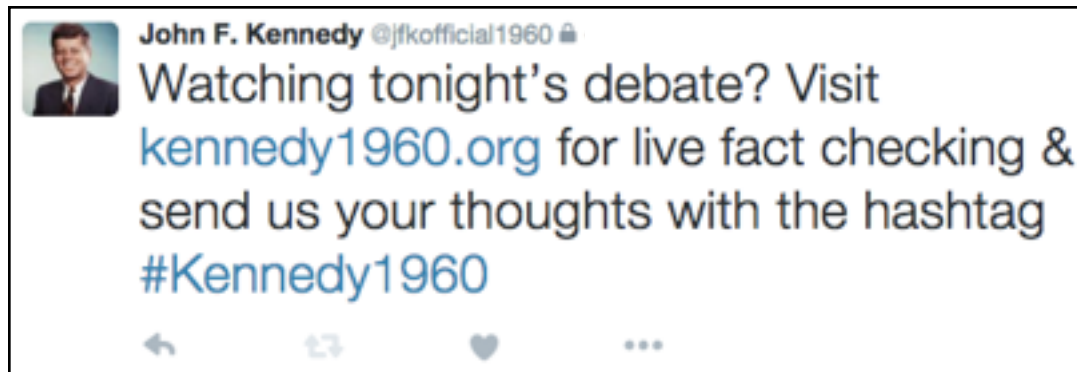 John F. Kennedy @jfkofficial1960
Watching tonight's debate? Visit
kennedy1960.org for live fact checking &
send us your thoughts with the hashtag
#Kennedy1960